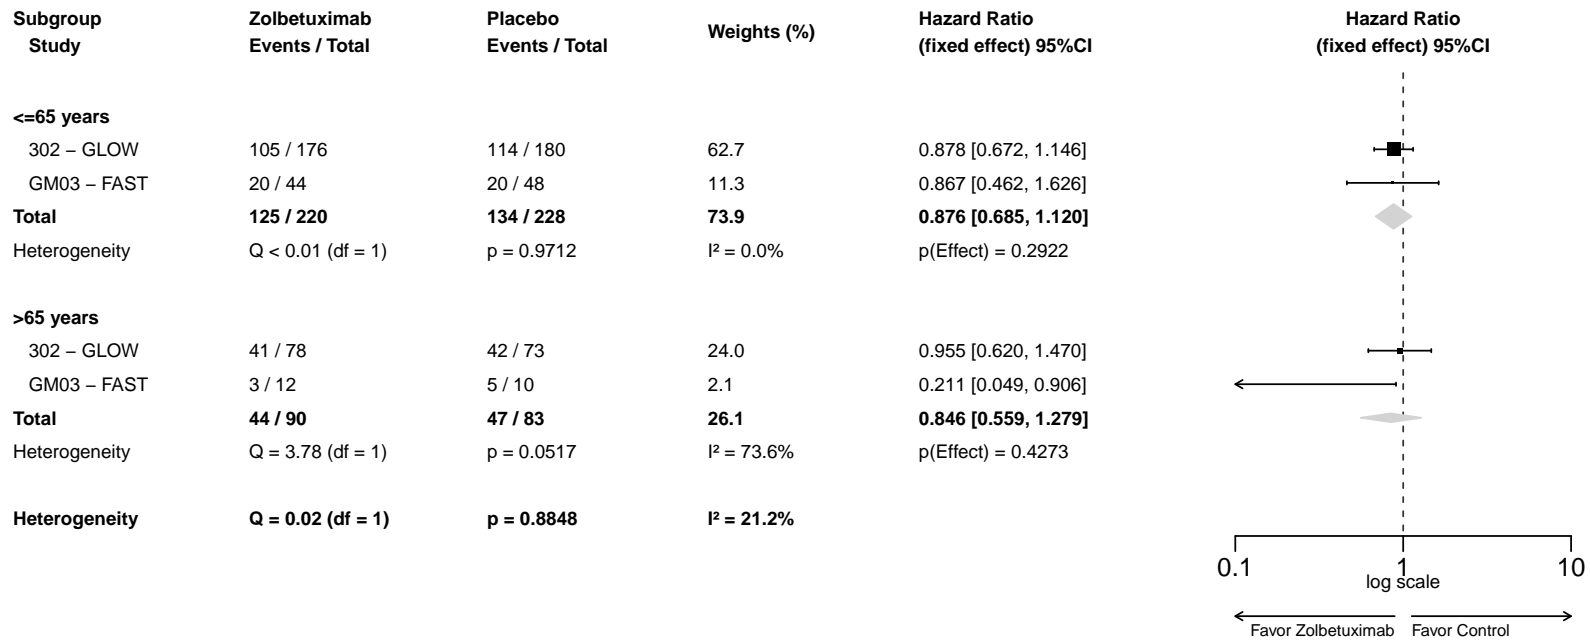 Subgroup Zolbetuximab Placebo Weights (%) Hazard Ratio Hazard Ratio
Study Events / Total Events / Total (fixed effect) 95%CI (fixed effect) 95%CI
<=65 years
302 − GLOW 105 / 176 114 / 180 62.7 0.878 [0.672, 1.146]
GM03 − FAST 20 / 44 20 / 48 11.3 0.867 [0.462, 1.626]
Total 125 / 220 134 / 228 73.9 0.876 [0.685, 1.120]
Heterogeneity Q < 0.01 (df = 1) p = 0.9712 I² = 0.0% p(Effect) = 0.2922
>65 years
302 − GLOW 41 / 78 42 / 73 24.0 0.955 [0.620, 1.470]
GM03 − FAST 3 / 12 5 / 10 2.1 0.211 [0.049, 0.906]
Total 44 / 90 47 / 83 26.1 0.846 [0.559, 1.279]
Heterogeneity Q = 3.78 (df = 1) p = 0.0517 I² = 73.6% p(Effect) = 0.4273
Heterogeneity Q = 0.02 (df = 1) p = 0.8848 I² = 21.2%
0.1 1 10
log scale
Favor Zolbetuximab Favor Control